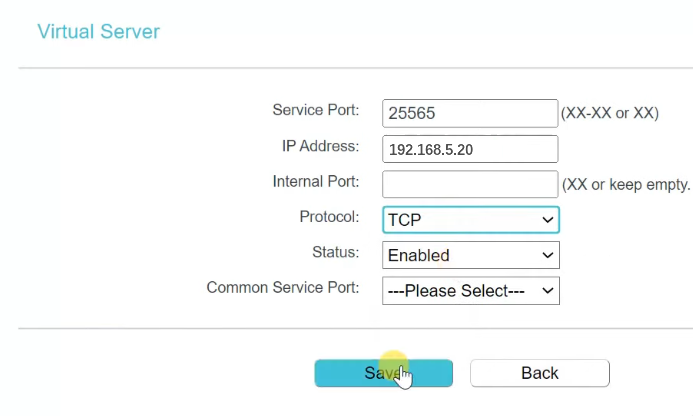 Virtual Server
Service Port: 25565 (XX-XX or XX)
IP Address: 192.168.5.20
Internal Port: (XX or keep empty.
Protocol: TCP
Status: Enabled
Common Service Port: ---Please Select---
Save Back